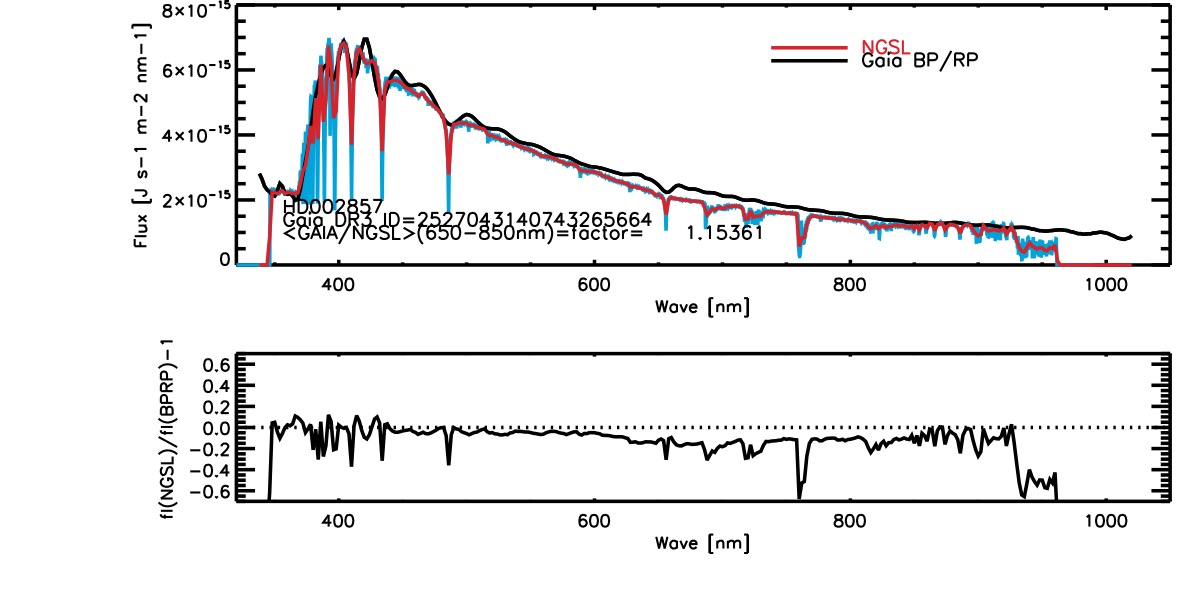 8×10⁻¹⁵
6×10⁻¹⁵
4×10⁻¹⁵
2×10⁻¹⁵
0
Flux [J s−1 m−2 nm−1]
NGSL
Gaia BP/RP
HD002857
Gaia DR3 ID=2527043140743265664
<GAIA/NGSL>(650−850nm)=factor= 1.15361
400 600 800 1000
Wave [nm]
fl(NGSL)/fl(BPRP)−1
0.6
0.4
0.2
0.0
−0.2
−0.4
−0.6
400 600 800 1000
Wave [nm]